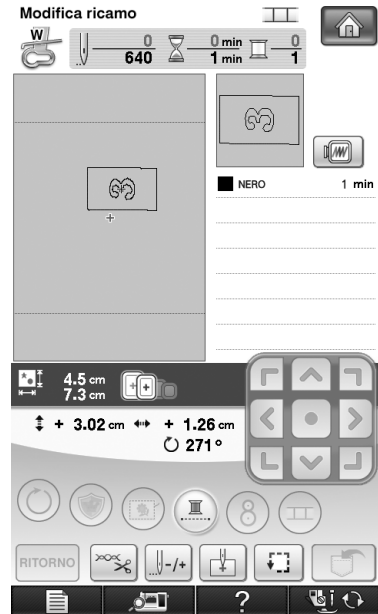 Modifica ricamo
W
0
640
0 min
1 min
0
1
NERO 1 min
4.5 cm
7.3 cm
+ 3.02 cm + 1.26 cm
271°
RITORNO
-/+
?